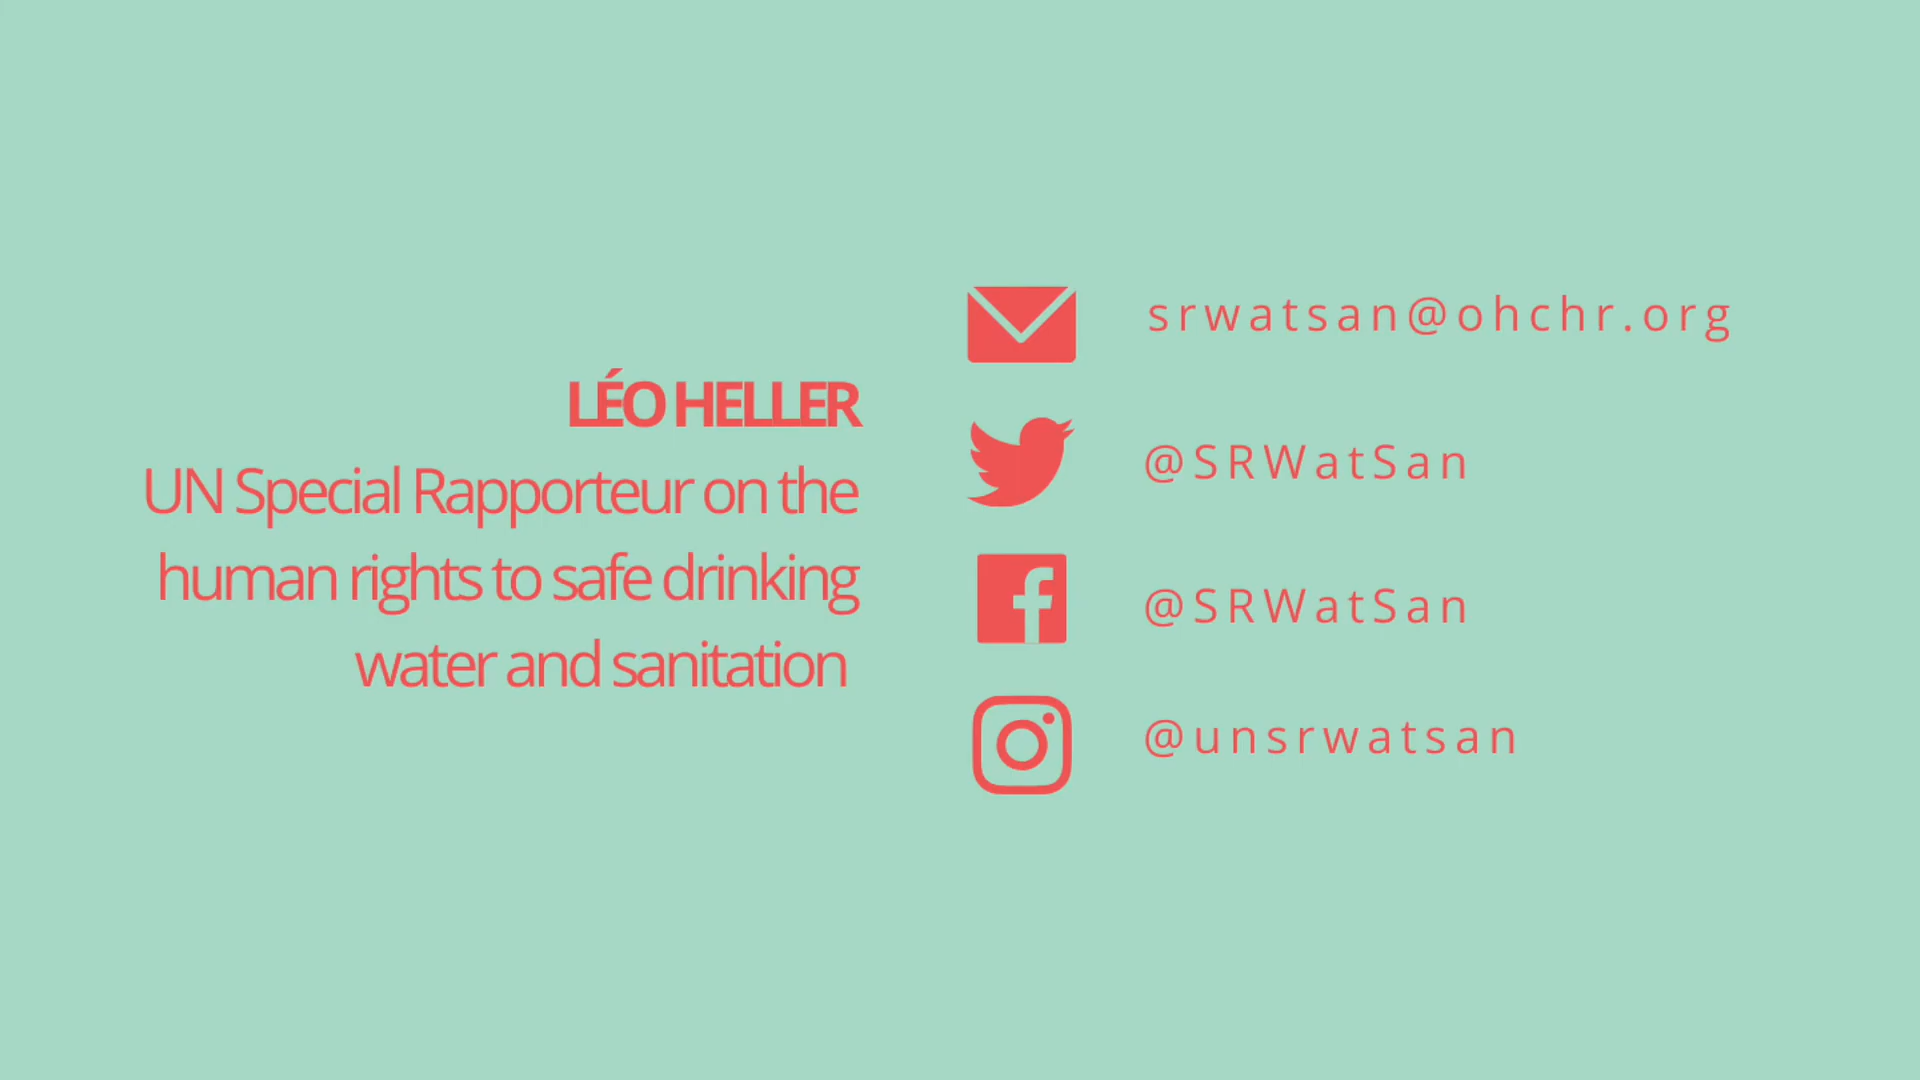 LÉO HELLER
UN Special Rapporteur on the
human rights to safe drinking
water and sanitation
srwatsan@ohchr.org
@SRWatSan
@SRWatSan
@unsrwatsan